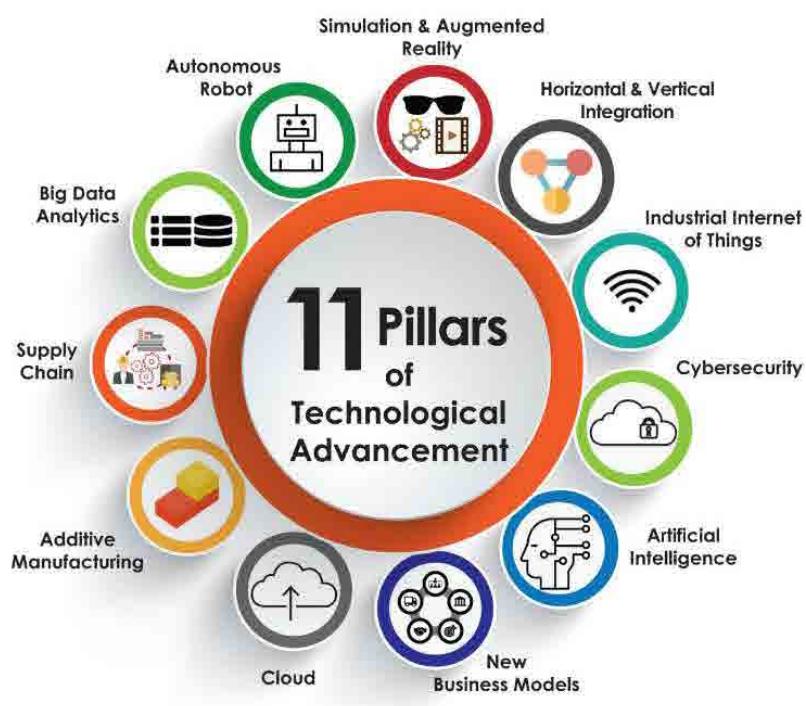 Simulation & Augmented
Reality
Autonomous
Robot
Horizontal & Vertical
Integration
Big Data
Analytics
Industrial Internet
of Things
11 Pillars
of
Technological
Advancement
Supply
Chain
Cybersecurity
Additive
Manufacturing
Artificial
Intelligence
Cloud
New
Business Models